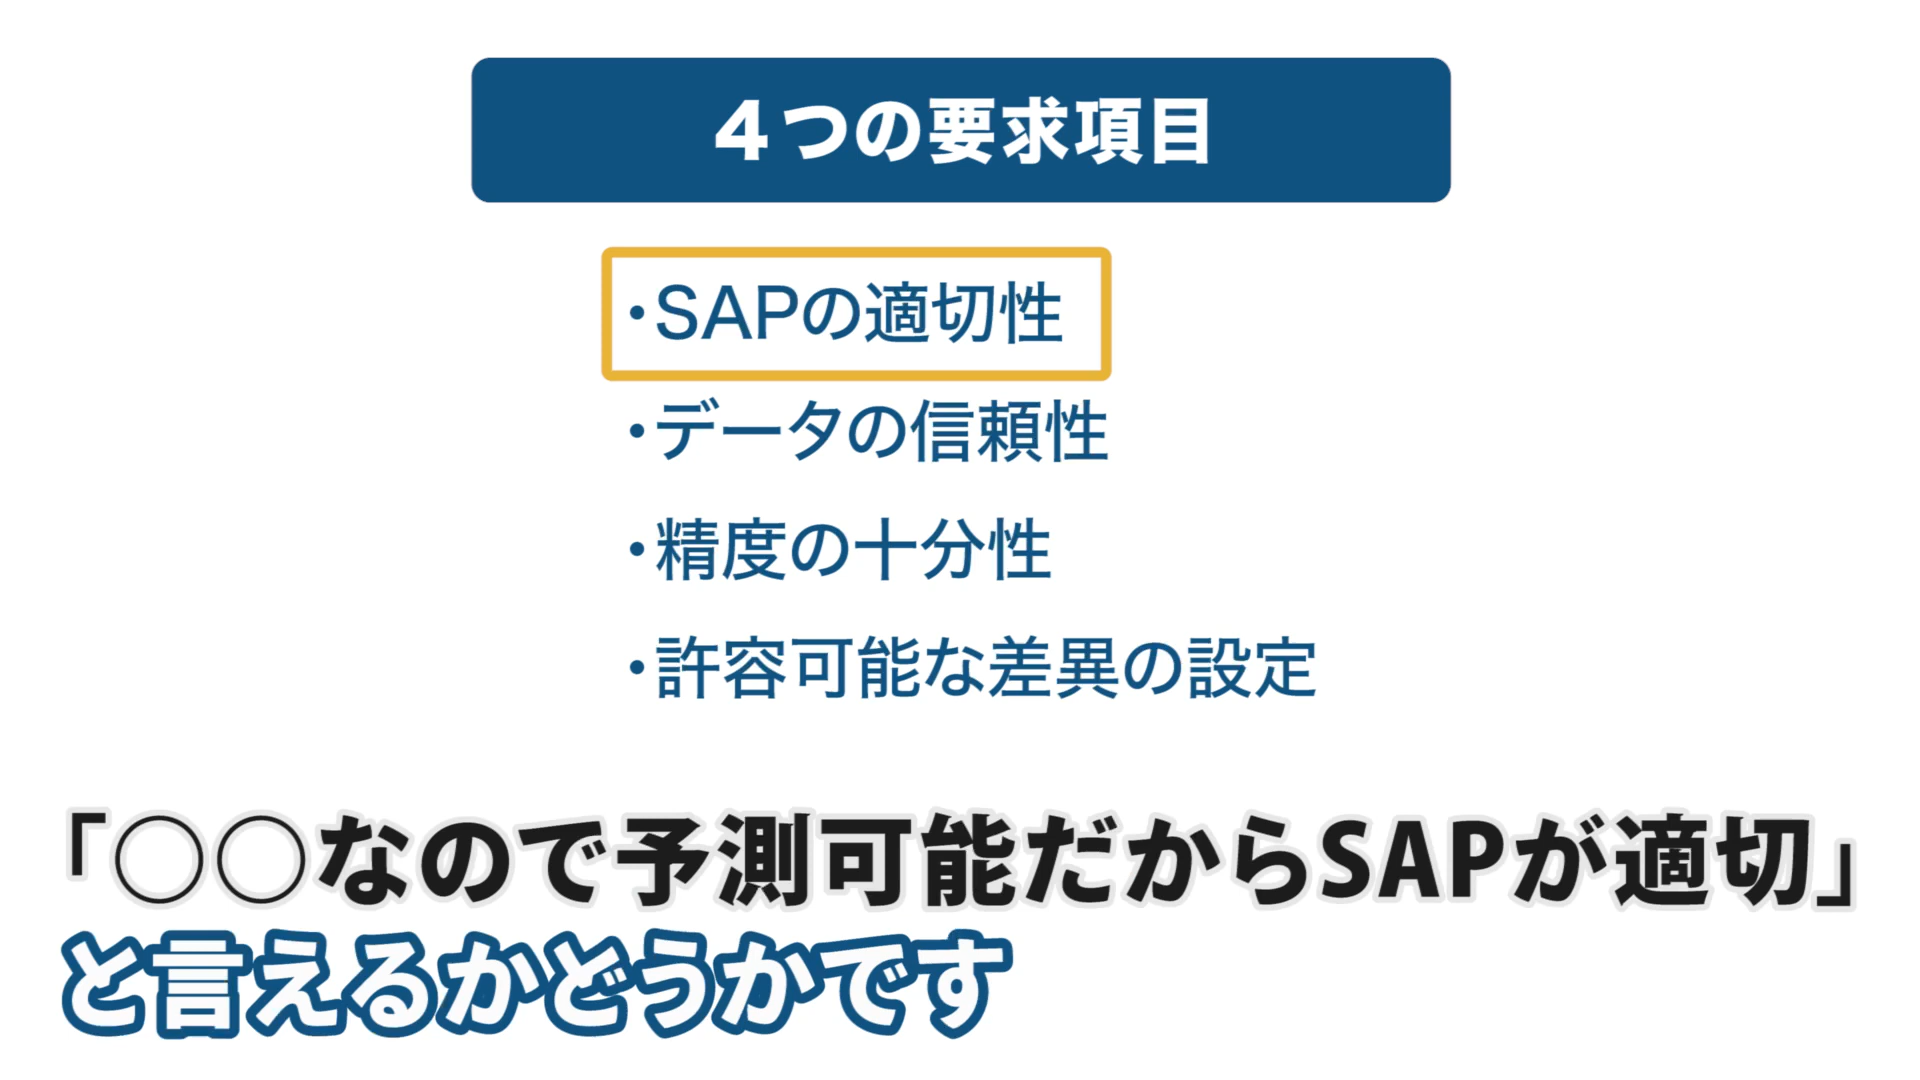 4つの要求項目
・SAPの適切性
・データの信頼性
・精度の十分性
・許容可能な差異の設定
「○○なので予測可能だからSAPが適切」
と言えるかどうかです